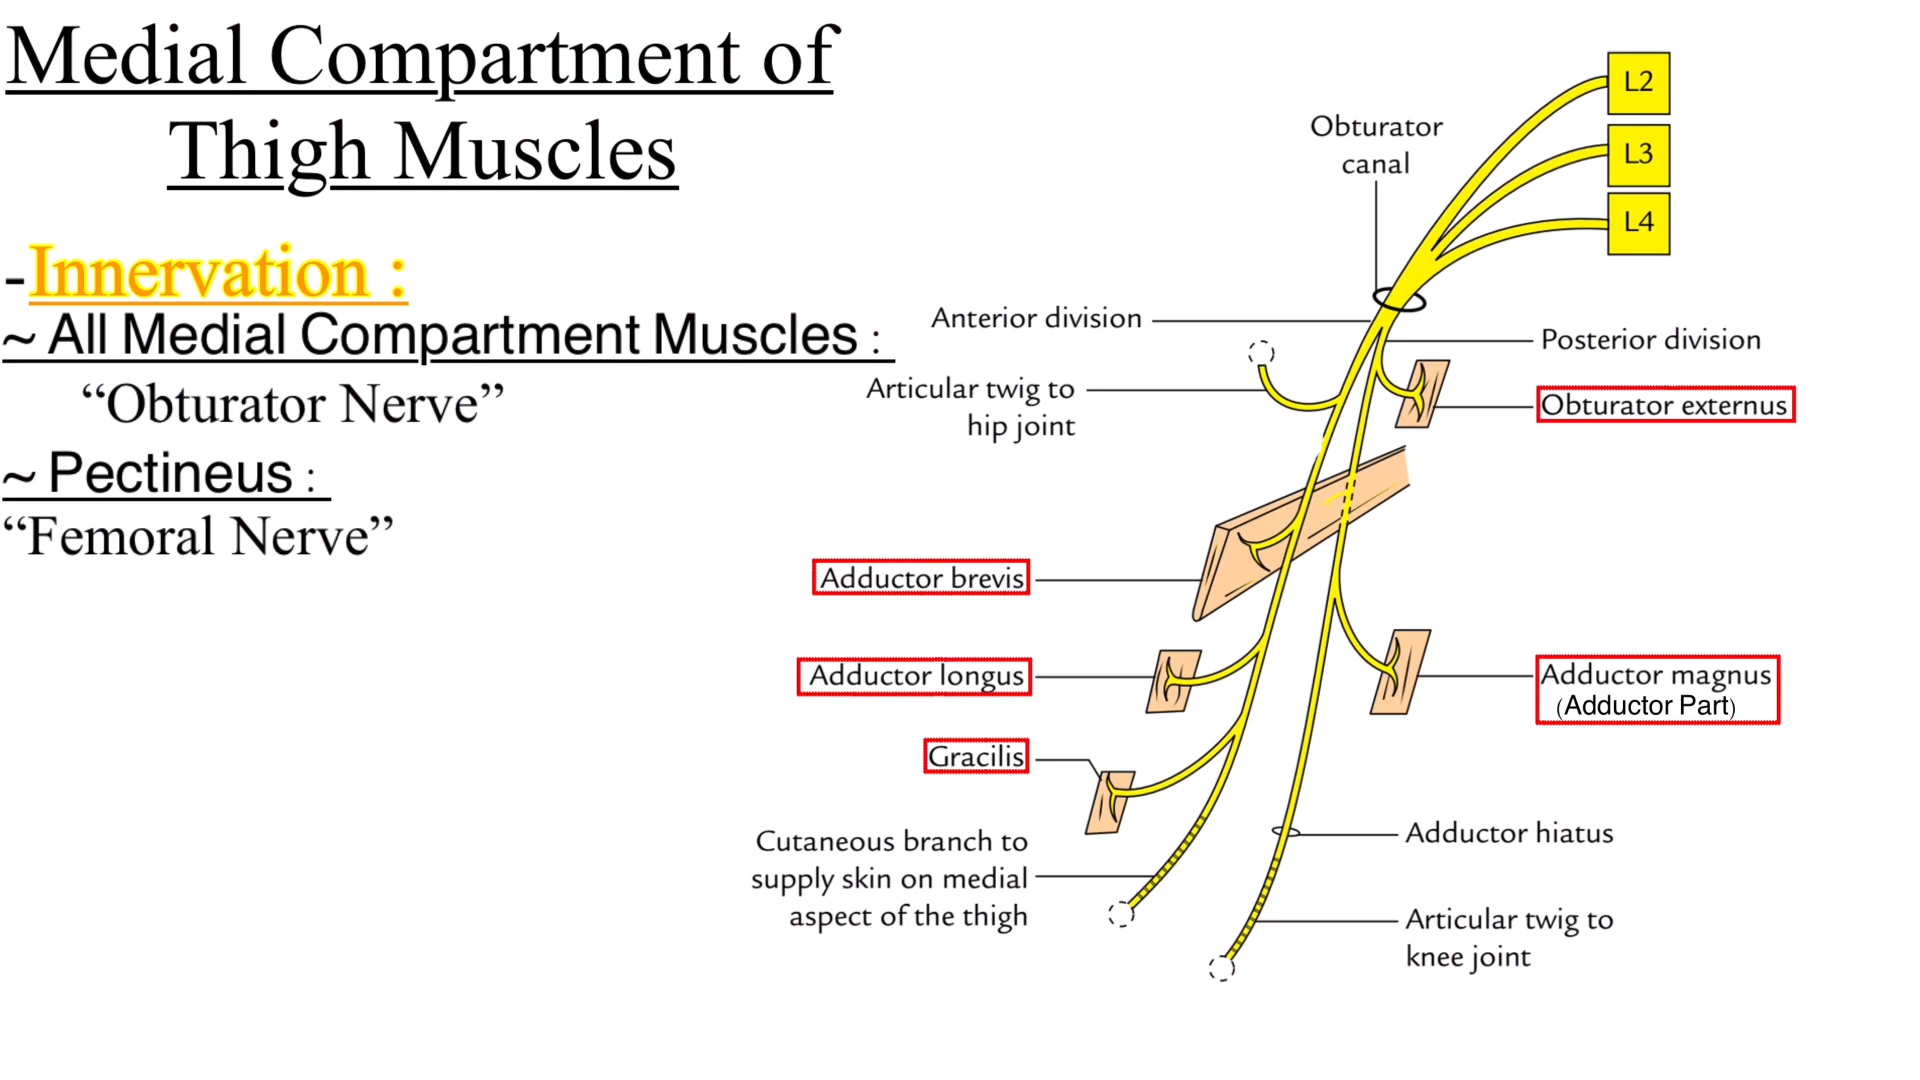 Medial Compartment of
Thigh Muscles
-Innervation :
~ All Medial Compartment Muscles :
“Obturator Nerve”
~ Pectineus :
“Femoral Nerve”
L2
L3
L4
Obturator
canal
Anterior division
Posterior division
Articular twig to
hip joint
Obturator externus
Adductor brevis
Adductor longus
Adductor magnus
(Adductor Part)
Gracilis
Cutaneous branch to
supply skin on medial
aspect of the thigh
Adductor hiatus
Articular twig to
knee joint